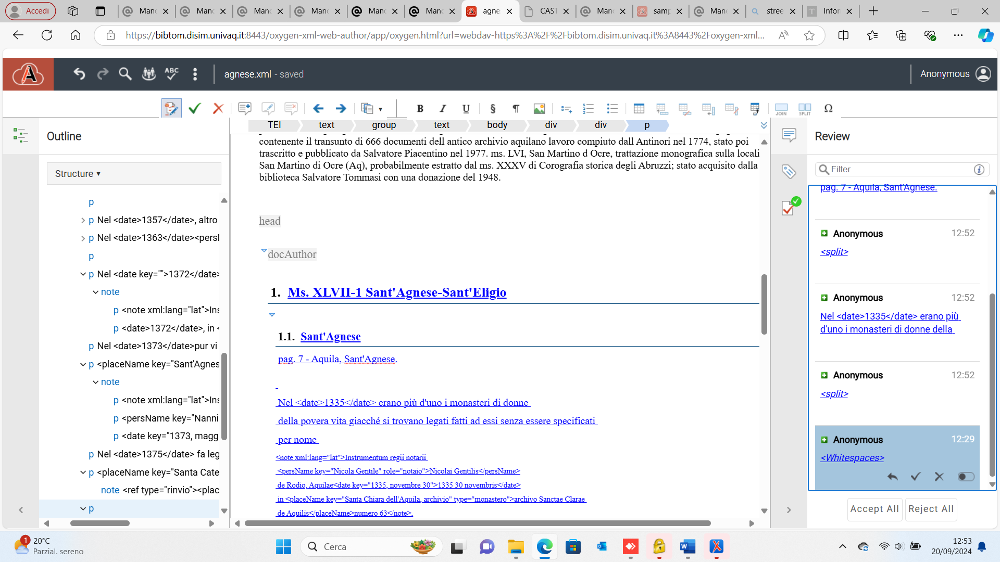 Accedi
Manc
Manc
Manc
Manc
Manc
Manc
agne
CAST
Manc
samp
Manc
stree
Infor
https://bibtom.disim.univaq.it:8443/oxygen-xml-web-author/app/oxygen.html?url=webdav-https%3A%2F%2Fbibtom.disim.univaq.it%3A8443%2Foxygen-xml...
ABC
agnese.xml - saved
Anonymous
B I U § ¶ JOIN SPLIT Ω
TEI text group text body div div p
Outline
Structure
p
p Nel <date>1357</date>, altro
p Nel <date>1363</date><pers
p
p Nel <date key="">1372</date>
note
p <note xml:lang="lat">Ins
p <date>1372</date>, in <
p Nel <date>1373</date>pur vi
p <placeName key="Sant'Agnes
note
p <note xml:lang="lat">Ins
p <persName key="Nanni
p <date key="1373, magg
p Nel <date>1375</date> fa leg
p <placeName key="Santa Cate
note <ref type="rinvio"><plac
p
contenente il transunto di 666 documenti dell antico archivio aquilano lavoro compiuto dall Antinori nel 1774, stato poi
trascritto e pubblicato da Salvatore Piacentino nel 1977. ms. LVI, San Martino d Ocre, trattazione monografica sulla locali
San Martino di Ocre (Aq), probabilmente estratto dal ms. XXXV di Corografia storica degli Abruzzi; stato acquisito dalla
biblioteca Salvatore Tommasi con una donazione del 1948.
head
docAuthor
1. Ms. XLVII-1 Sant'Agnese-Sant'Eligio
1.1. Sant'Agnese
pag. 7 - Aquila, Sant'Agnese.
Nel <date>1335</date> erano più d'uno i monasteri di donne
della povera vita giacché si trovano legati fatti ad essi senza essere specificati
per nome
<note xml:lang="lat">Instrumentum regii notarii
<persName key="Nicola Gentile" role="notaio">Nicolai Gentilis</persName>
de Rodio, Aquilae<date key="1335, novembre 30">1335 30 novembris</date>
in <placeName key="Santa Chiara dell'Aquila, archivio" type="monastero">archivo Sanctae Clarae
de Aquilis</placeName>numero 63</note>.
Review
Filter
pag. 7 - Aquila, Sant'Agnese.
Anonymous 12:52
<split>
Anonymous 12:52
Nel <date>1335</date> erano più
d'uno i monasteri di donne della
Anonymous 12:52
<split>
Anonymous 12:29
<Whitespaces>
Accept All Reject All
1
20°C
Parzial. sereno
Cerca
12:53
20/09/2024